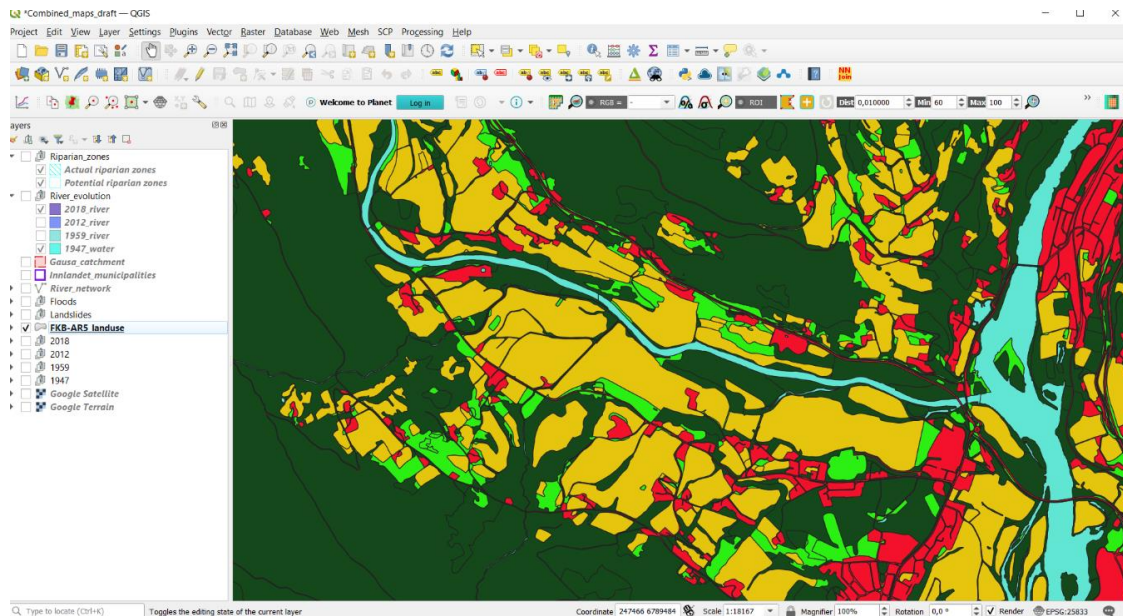 *Combined_maps_draft — QGIS
Project Edit View Layer Settings Plugins Vector Raster Database Web Mesh SCP Processing Help
Welcome to Planet Log in RGB = - ROI Dist 0,010000 Min 60 Max 100 »
NN join
ayers
Riparian_zones
Actual riparian zones
Potential riparian zones
River_evolution
2018_river
2012_river
1959_river
1947_water
Gausa_catchment
Innlandet_municipalities
River_network
Floods
Landslides
FKB-AR5_landuse
2018
2012
1959
1947
Google Satellite
Google Terrain
Type to locate (Ctrl+K) Toggles the editing state of the current layer Coordinate 247466 6789484 Scale 1:18167 Magnifier 100% Rotation 0,0 ° Render EPSG:25833